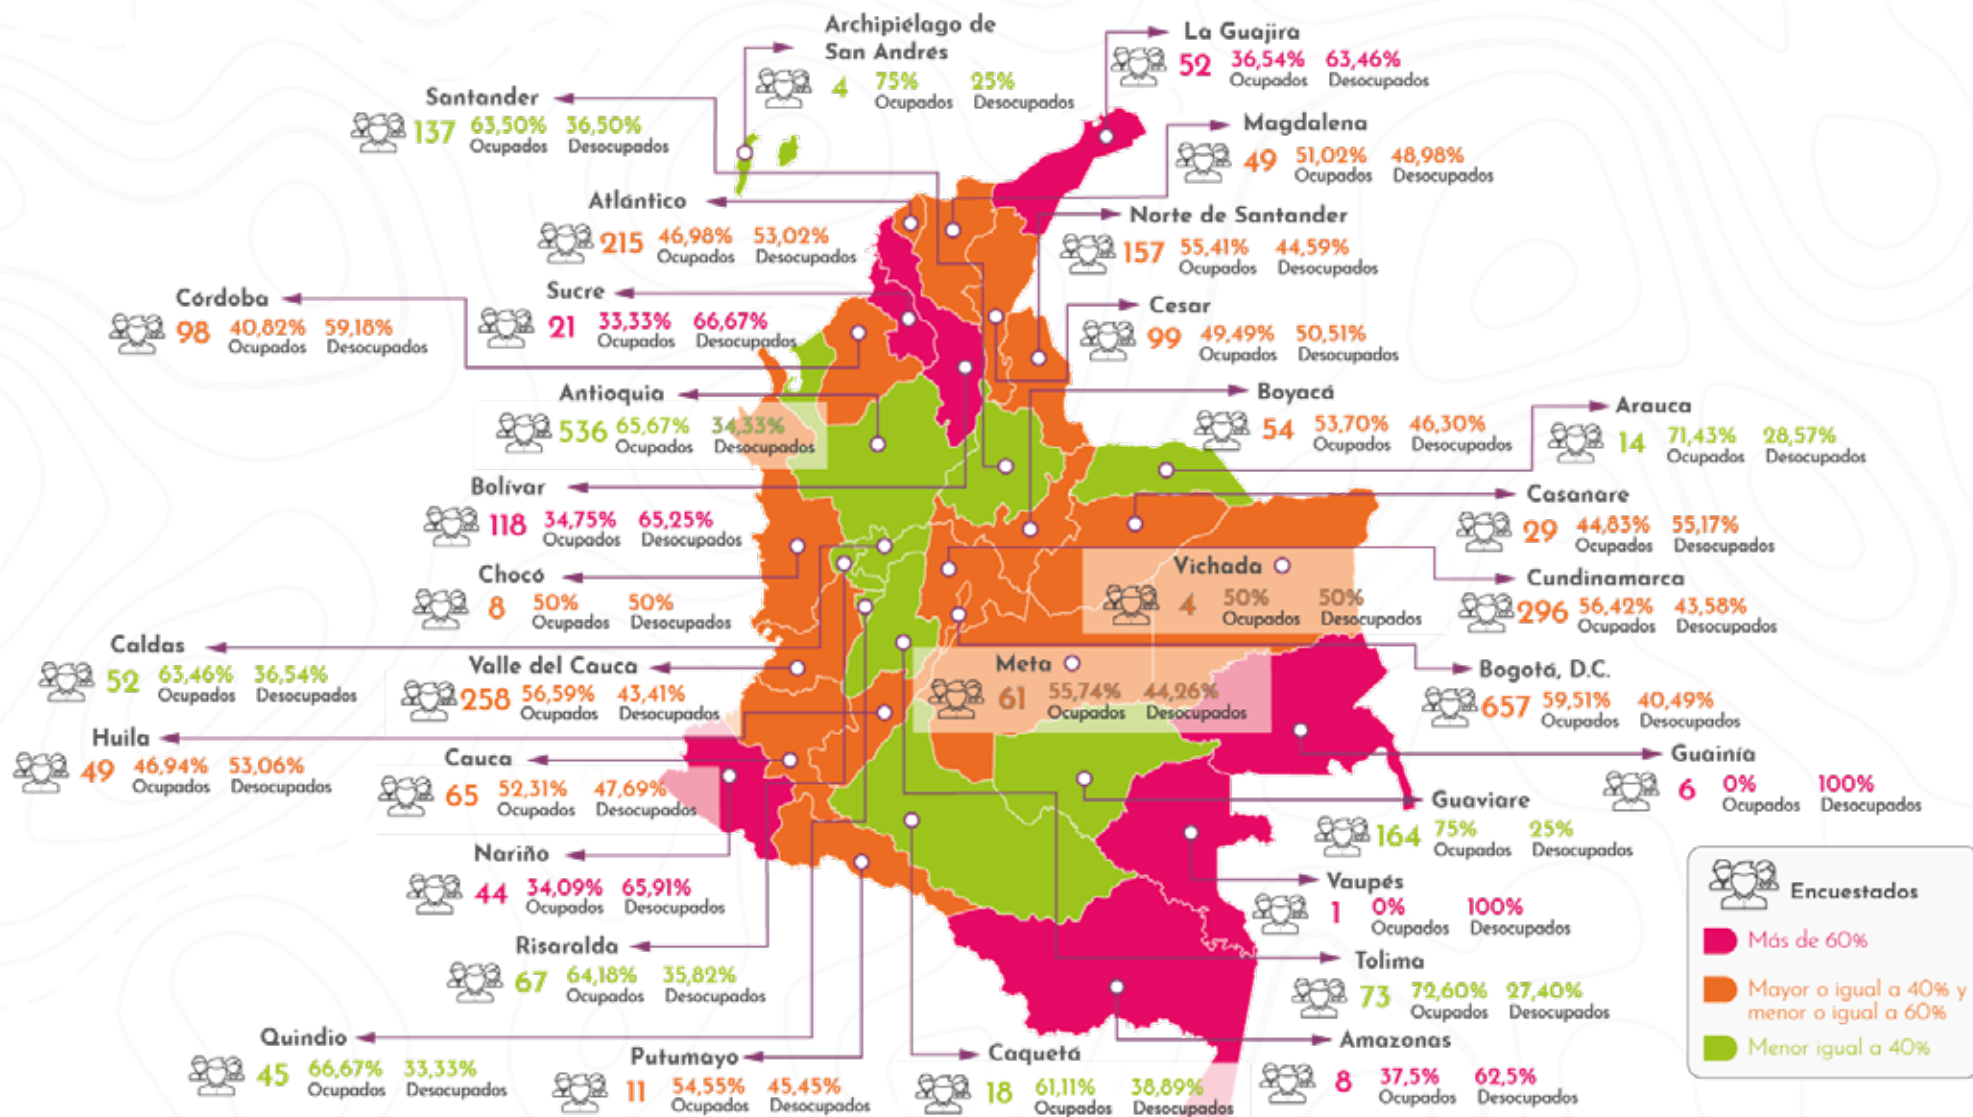 Archipiélago de
San Andrés
4 75% 25%
Ocupados Desocupados
La Guajira
52 36,54% 63,46%
Ocupados Desocupados
Santander
137 63,50% 36,50%
Ocupados Desocupados
Magdalena
49 51,02% 48,98%
Ocupados Desocupados
Atlántico
215 46,98% 53,02%
Ocupados Desocupados
Norte de Santander
157 55,41% 44,59%
Ocupados Desocupados
Córdoba
98 40,82% 59,18%
Ocupados Desocupados
Sucre
21 33,33% 66,67%
Ocupados Desocupados
Cesar
99 49,49% 50,51%
Ocupados Desocupados
Antioquia
536 65,67% 34,33%
Ocupados Desocupados
Boyacá
54 53,70% 46,30%
Ocupados Desocupados
Arauca
14 71,43% 28,57%
Ocupados Desocupados
Bolívar
118 34,75% 65,25%
Ocupados Desocupados
Casanare
29 44,83% 55,17%
Ocupados Desocupados
Chocó
8 50% 50%
Ocupados Desocupados
Vichada
4 50% 50%
Ocupados Desocupados
Cundinamarca
296 56,42% 43,58%
Ocupados Desocupados
Caldas
52 63,46% 36,54%
Ocupados Desocupados
Valle del Cauca
258 56,59% 43,41%
Ocupados Desocupados
Meta
61 55,74% 44,26%
Ocupados Desocupados
Bogotá, D.C.
657 59,51% 40,49%
Ocupados Desocupados
Huila
49 46,94% 53,06%
Ocupados Desocupados
Cauca
65 52,31% 47,69%
Ocupados Desocupados
Guainía
6 0% 100%
Ocupados Desocupados
Guaviare
164 75% 25%
Ocupados Desocupados
Nariño
44 34,09% 65,91%
Ocupados Desocupados
Vaupés
1 0% 100%
Ocupados Desocupados
Risaralda
67 64,18% 35,82%
Ocupados Desocupados
Tolima
73 72,60% 27,40%
Ocupados Desocupados
Quindio
45 66,67% 33,33%
Ocupados Desocupados
Putumayo
11 54,55% 45,45%
Ocupados Desocupados
Caquetá
18 61,11% 38,89%
Ocupados Desocupados
Amazonas
8 37,5% 62,5%
Ocupados Desocupados
Encuestados
Más de 60%
Mayor o igual a 40% y
menor o igual a 60%
Menor igual a 40%